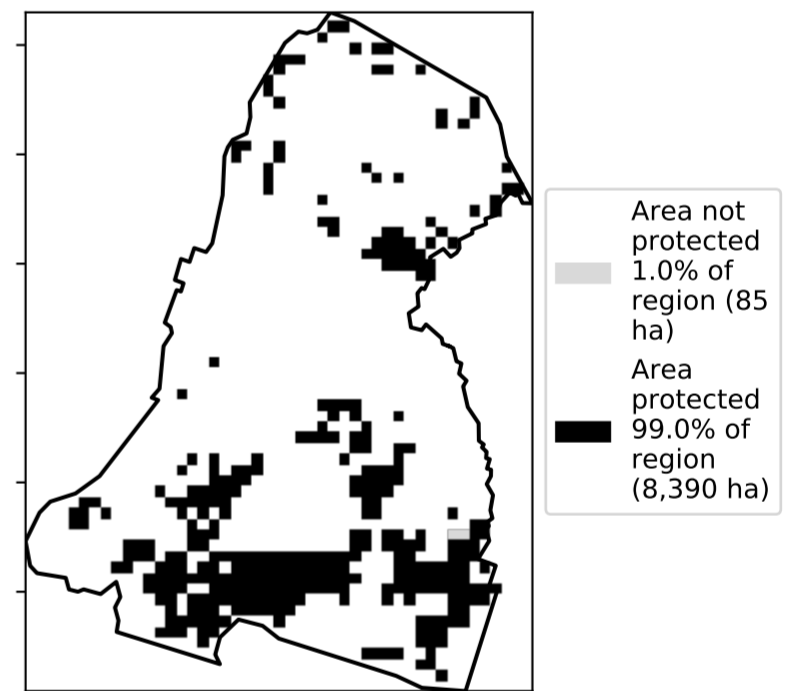 Area not
protected
1.0% of
region (85
ha)
Area
protected
99.0% of
region
(8,390 ha)